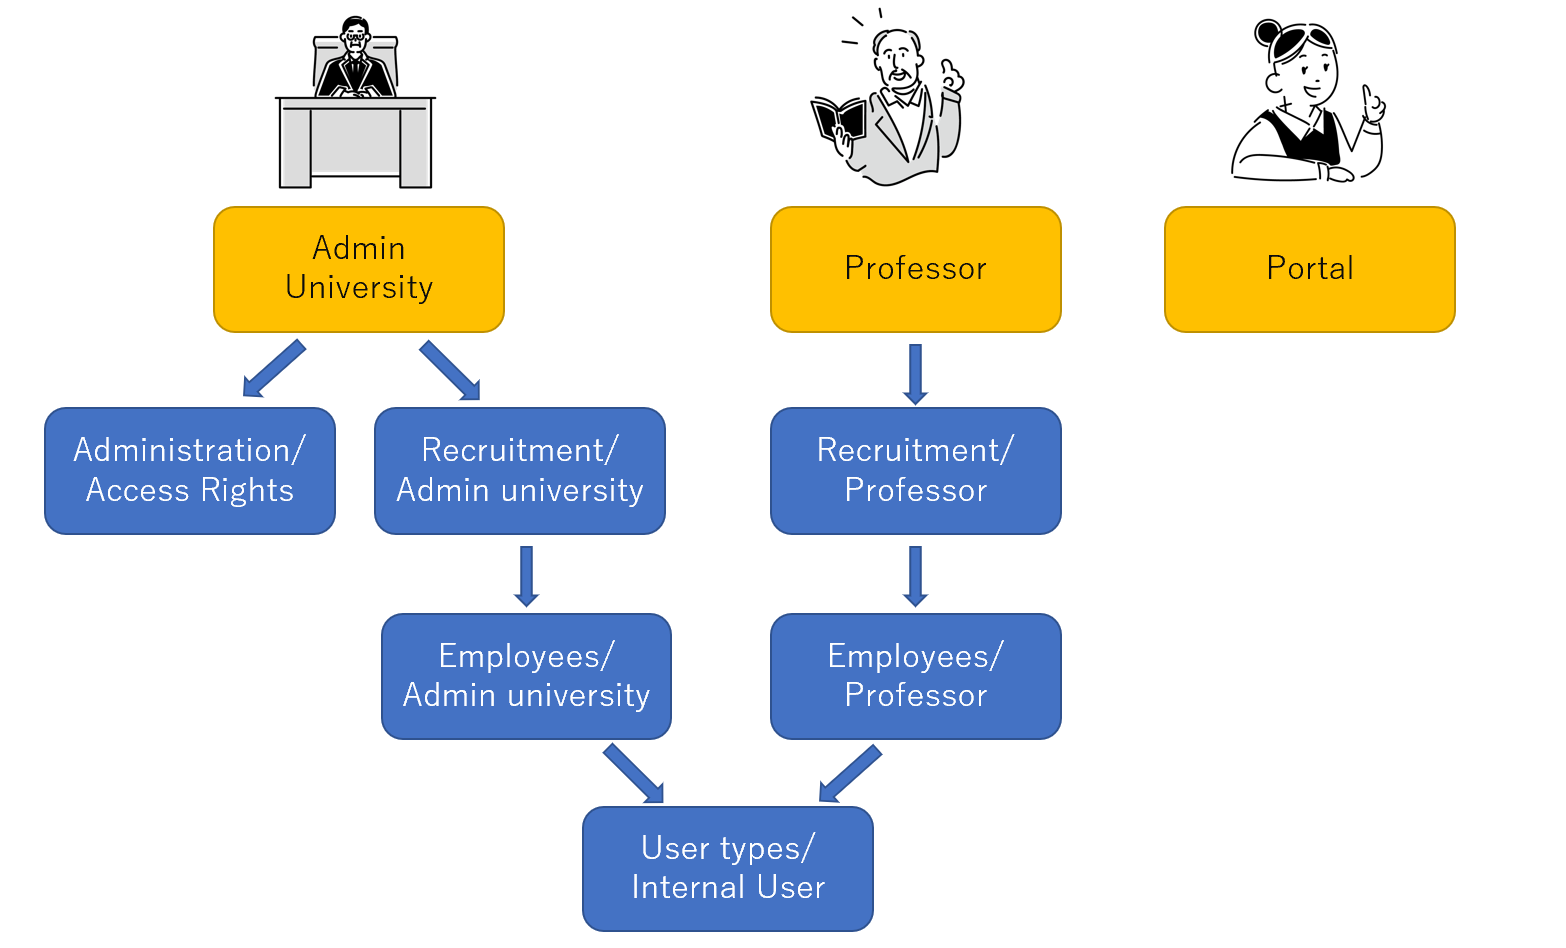 Admin
University
Professor
Portal
Administration/
Access Rights
Recruitment/
Admin university
Recruitment/
Professor
Employees/
Admin university
Employees/
Professor
User types/
Internal User